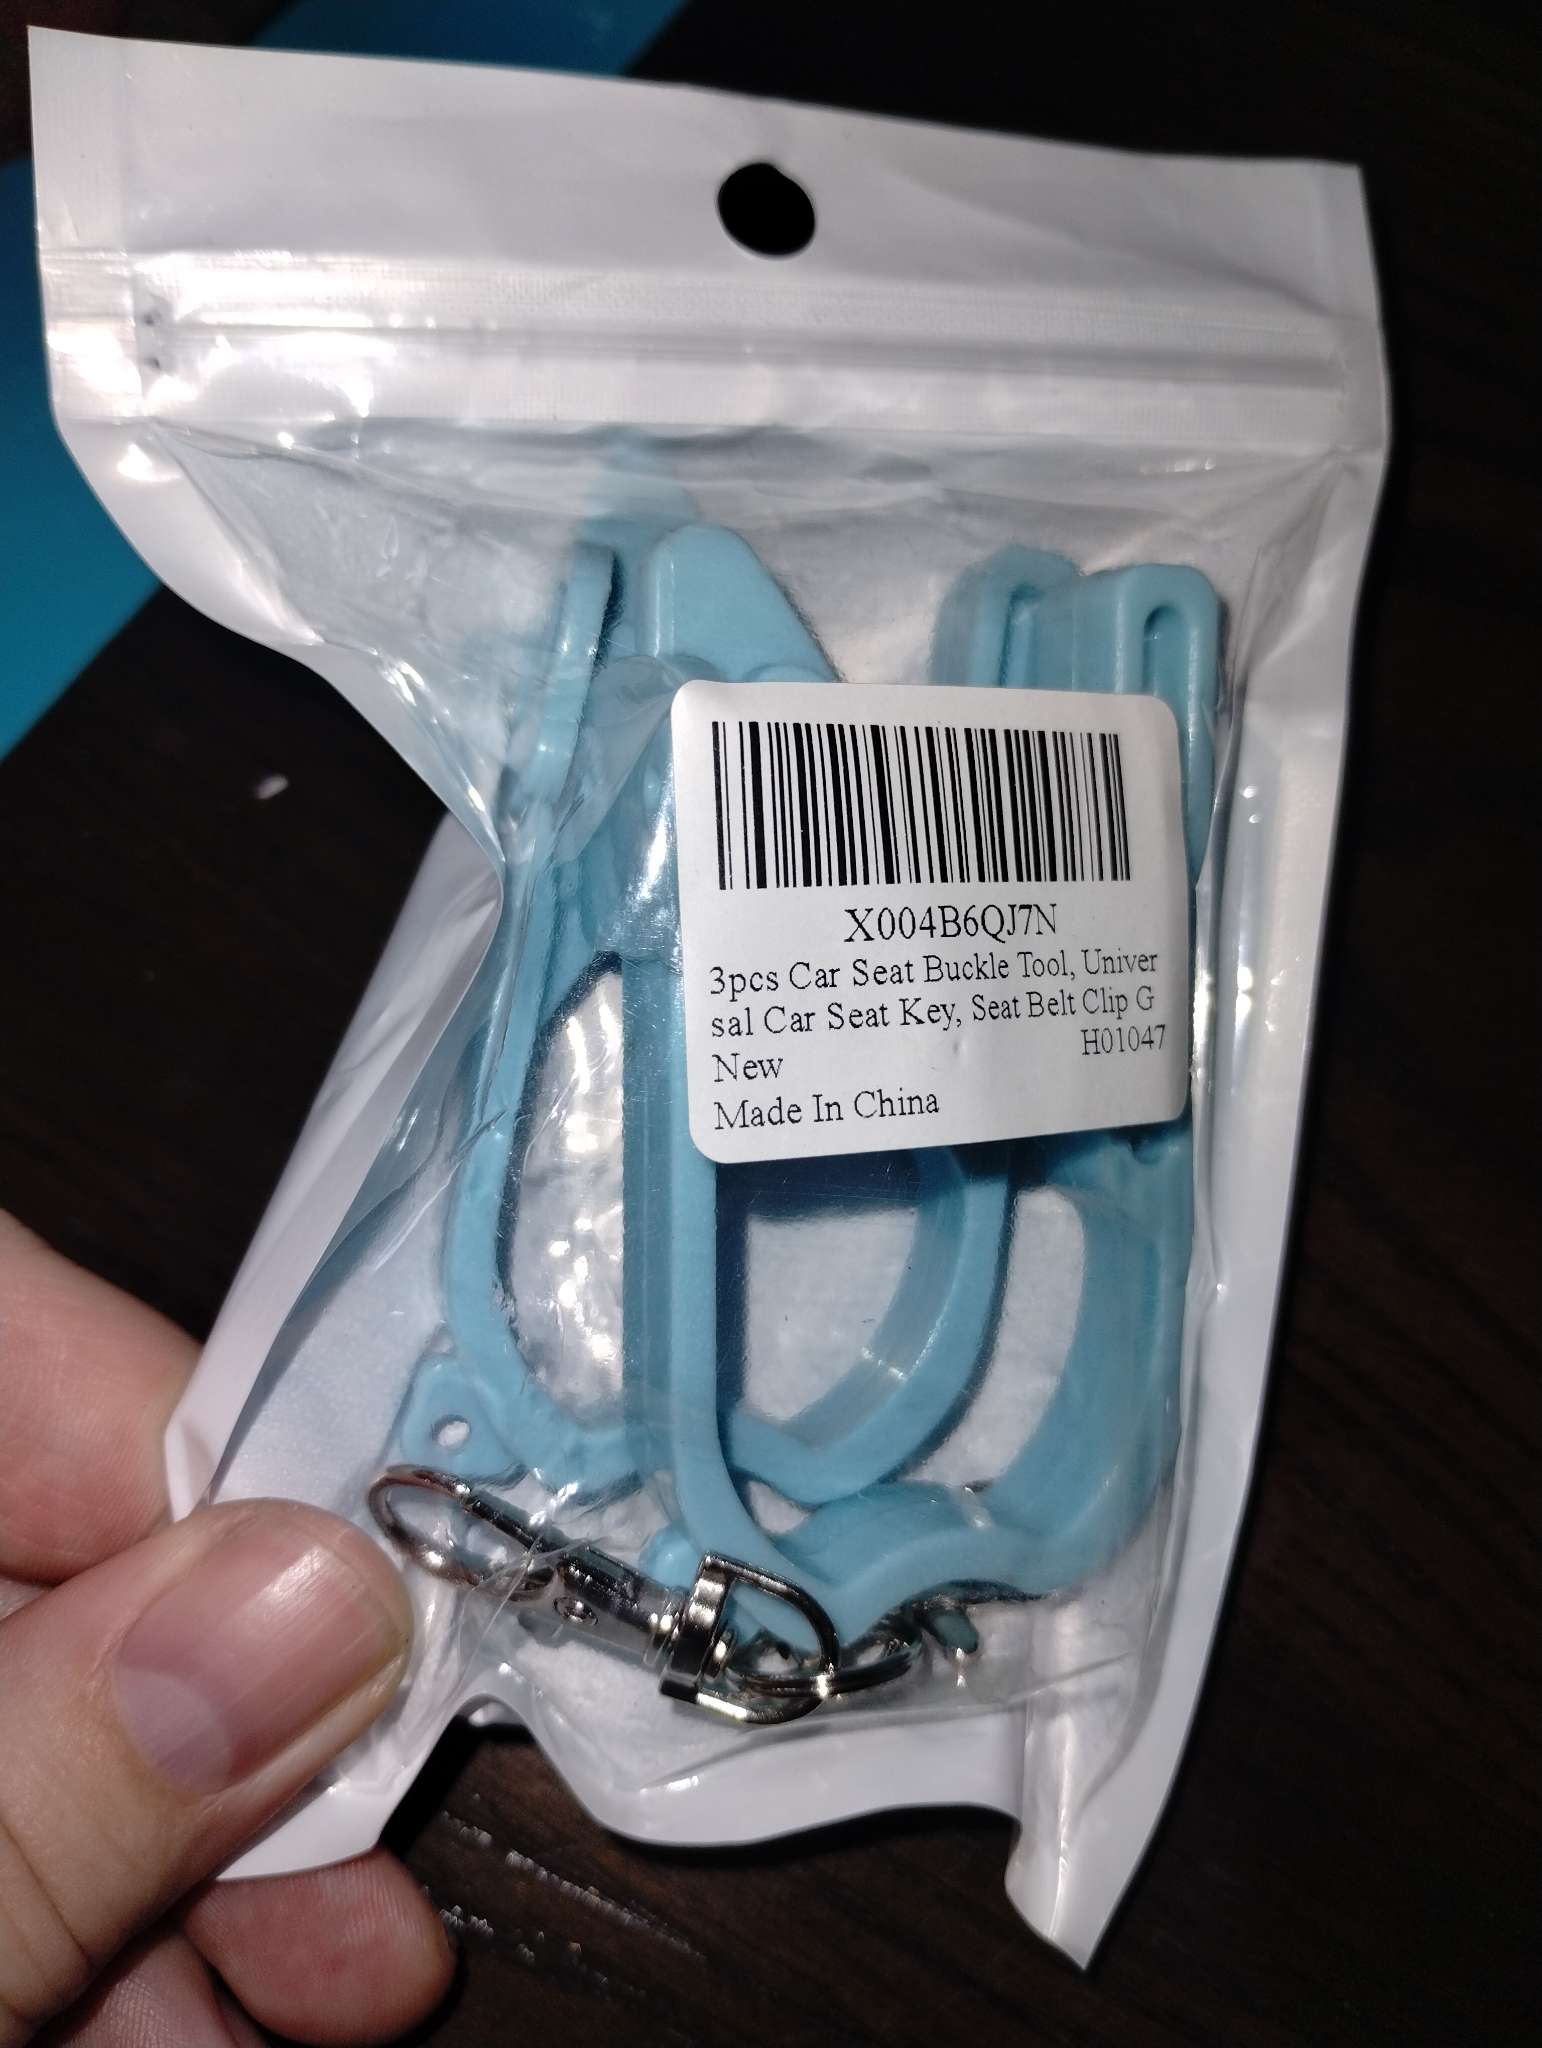 X004B6QJ7N
3pcs Car Seat Buckle Tool, Univer
sal Car Seat Key, Seat Belt Clip G
New H01047
Made In China